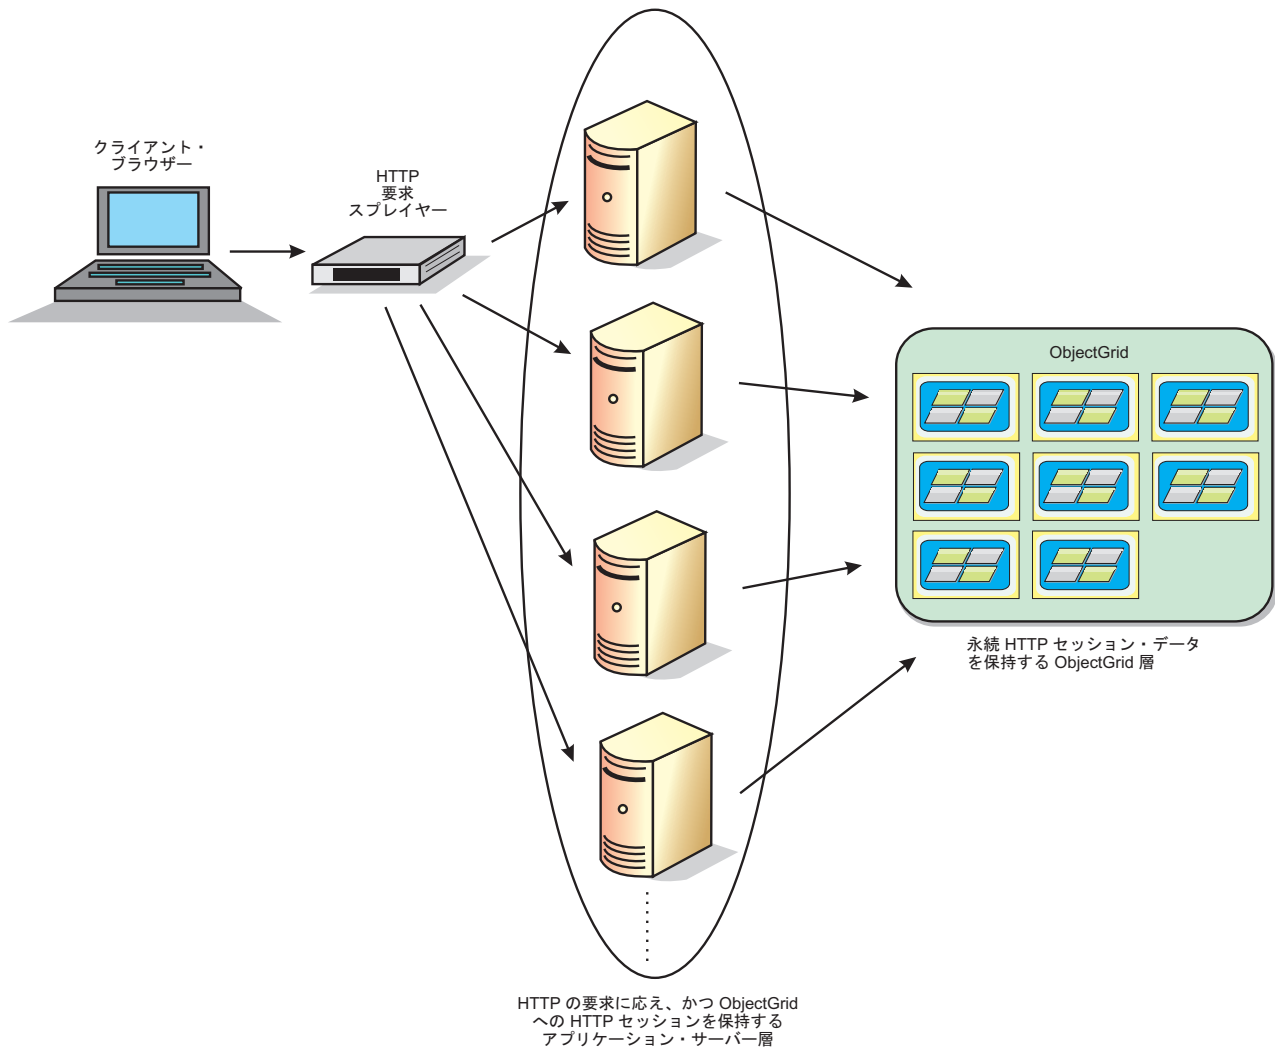 クライアント・
ブラウザー
HTTP
要求
スプレイヤー
ObjectGrid
永続 HTTP セッション・データ
を保持する ObjectGrid 層
HTTP の要求に応え、かつ ObjectGrid
への HTTP セッションを保持する
アプリケーション・サーバー層